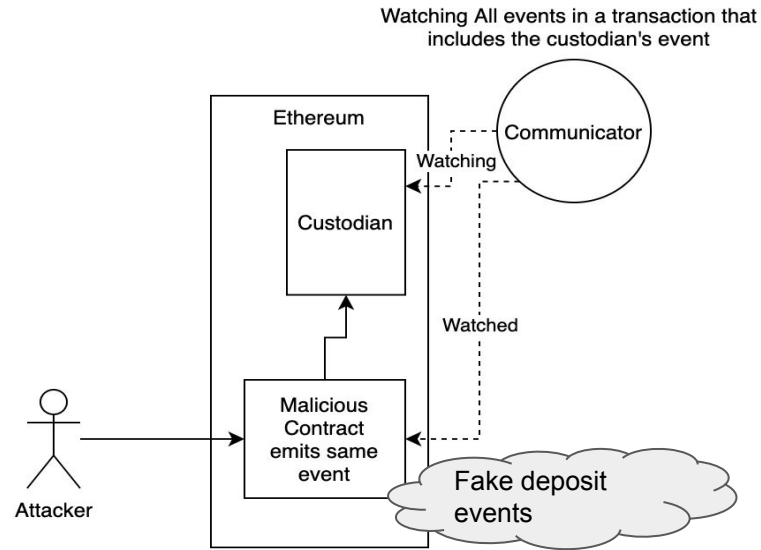 Watching All events in a transaction that
includes the custodian's event
Ethereum
Communicator
Watching
Custodian
Watched
Malicious
Contract
emits same
event
Fake deposit
events
Attacker